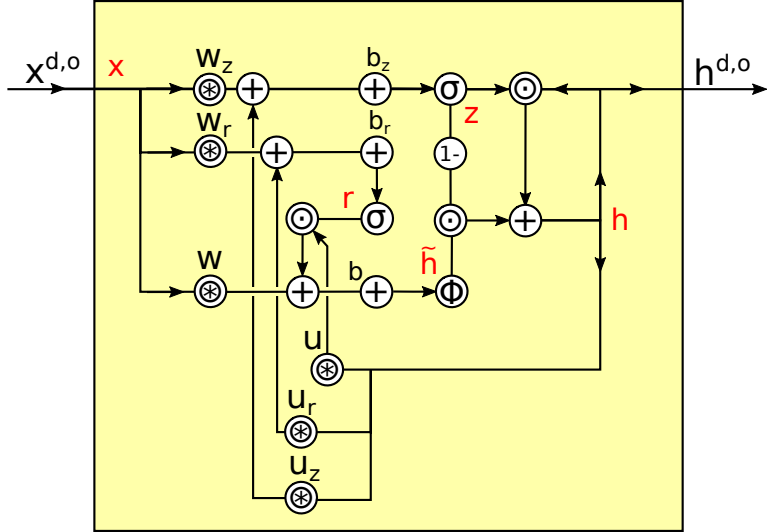 w_z b_z
x^{d,o} x ⊛ + + σ ⊙ h^{d,o}
z
w_r b_r
⊛ + + 1-
r
⊙ σ ⊙ + h
w b h̃
⊛ + + Φ
u
⊛
u_r
⊛
u_z
⊛